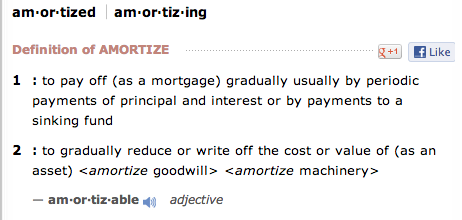 am·or·tized | am·or·tiz·ing
Definition of AMORTIZE
g +1 Like
1 : to pay off (as a mortgage) gradually usually by periodic
payments of principal and interest or by payments to a
sinking fund
2 : to gradually reduce or write off the cost or value of (as an
asset) <amortize goodwill> <amortize machinery>
— am·or·tiz·able adjective